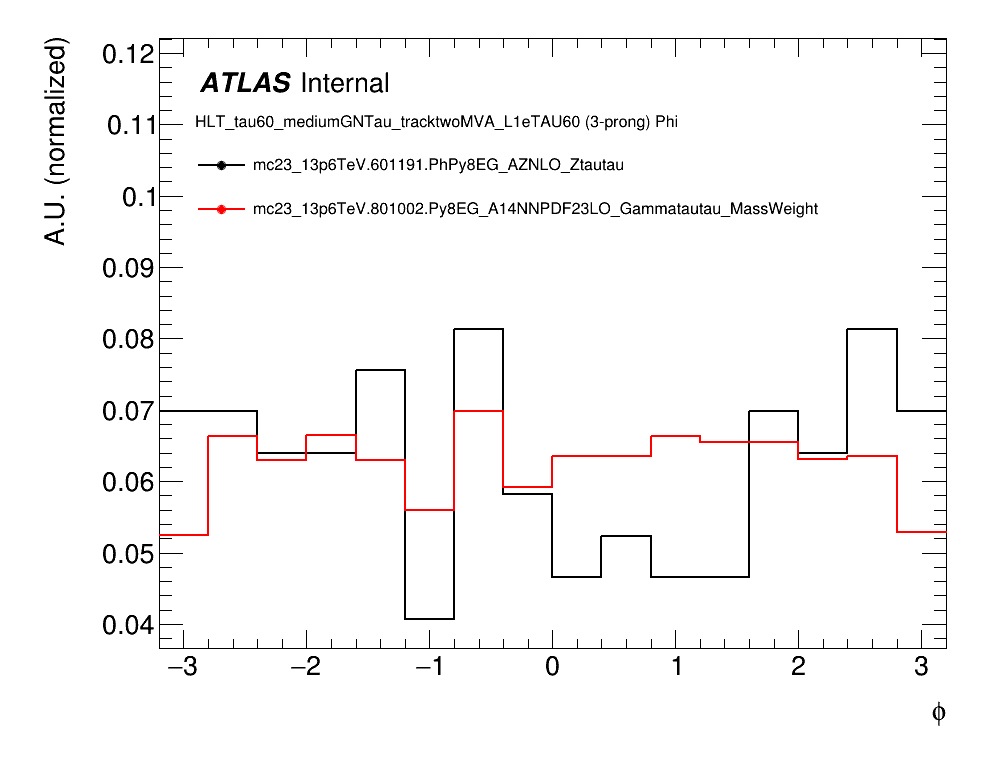 A.U. (normalized)
0.12
0.11
0.1
0.09
0.08
0.07
0.06
0.05
0.04
ATLAS Internal
HLT_tau60_mediumGNTau_tracktwoMVA_L1eTAU60 (3-prong) Phi
mc23_13p6TeV.601191.PhPy8EG_AZNLO_Ztautau
mc23_13p6TeV.801002.Py8EG_A14NNPDF23LO_Gammatautau_MassWeight
−3 −2 −1 0 1 2 3
ϕ